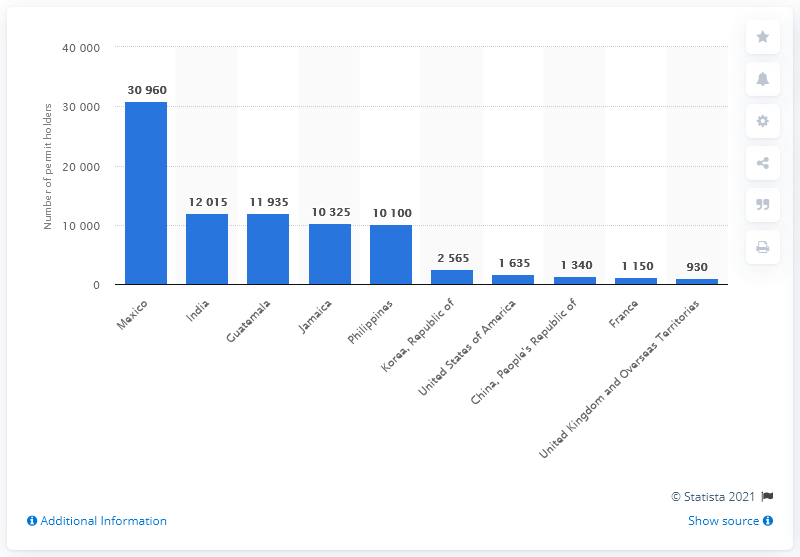 40 000
30 000
20 000
10 000
0
Number of permit holders
30 960
12 015
11 935
10 325
10 100
2 565
1 635
1 340
1 150
930
Mexico
India
Guatemala
Jamaica
Philippines
Korea, Republic of
United States of America
China, People's Republic of
France
United Kingdom and Overseas Territories
© Statista 2021
Additional Information
Show source